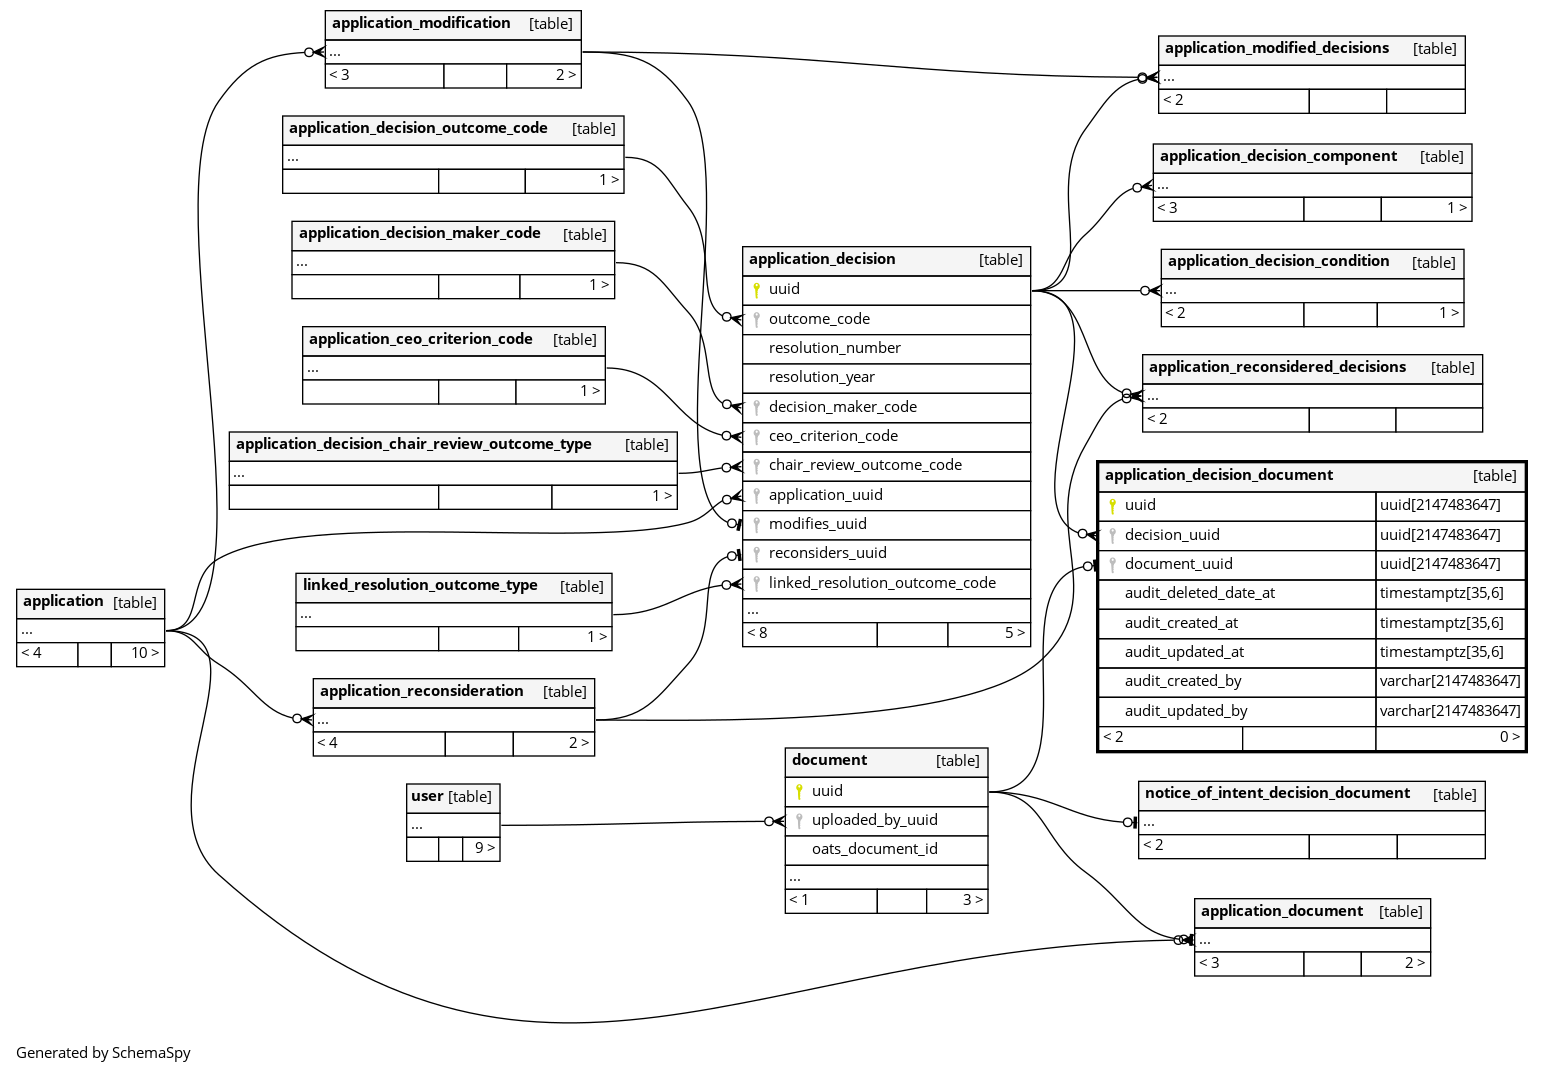 application_modification [table]
...
< 3 2 >
application_decision_outcome_code [table]
...
1 >
application_decision_maker_code [table]
...
1 >
application_ceo_criterion_code [table]
...
1 >
application_decision_chair_review_outcome_type [table]
...
1 >
application [table]
...
< 4 10 >
linked_resolution_outcome_type [table]
...
1 >
application_reconsideration [table]
...
< 4 2 >
user [table]
...
9 >
application_decision [table]
uuid
outcome_code
resolution_number
resolution_year
decision_maker_code
ceo_criterion_code
chair_review_outcome_code
application_uuid
modifies_uuid
reconsiders_uuid
linked_resolution_outcome_code
...
< 8 5 >
document [table]
uuid
uploaded_by_uuid
oats_document_id
...
< 1 3 >
application_modified_decisions [table]
...
< 2
application_decision_component [table]
...
< 3 1 >
application_decision_condition [table]
...
< 2 1 >
application_reconsidered_decisions [table]
...
< 2
application_decision_document [table]
uuid uuid[2147483647]
decision_uuid uuid[2147483647]
document_uuid uuid[2147483647]
audit_deleted_date_at timestamptz[35,6]
audit_created_at timestamptz[35,6]
audit_updated_at timestamptz[35,6]
audit_created_by varchar[2147483647]
audit_updated_by varchar[2147483647]
< 2 0 >
notice_of_intent_decision_document [table]
...
< 2
application_document [table]
...
< 3 2 >
Generated by SchemaSpy